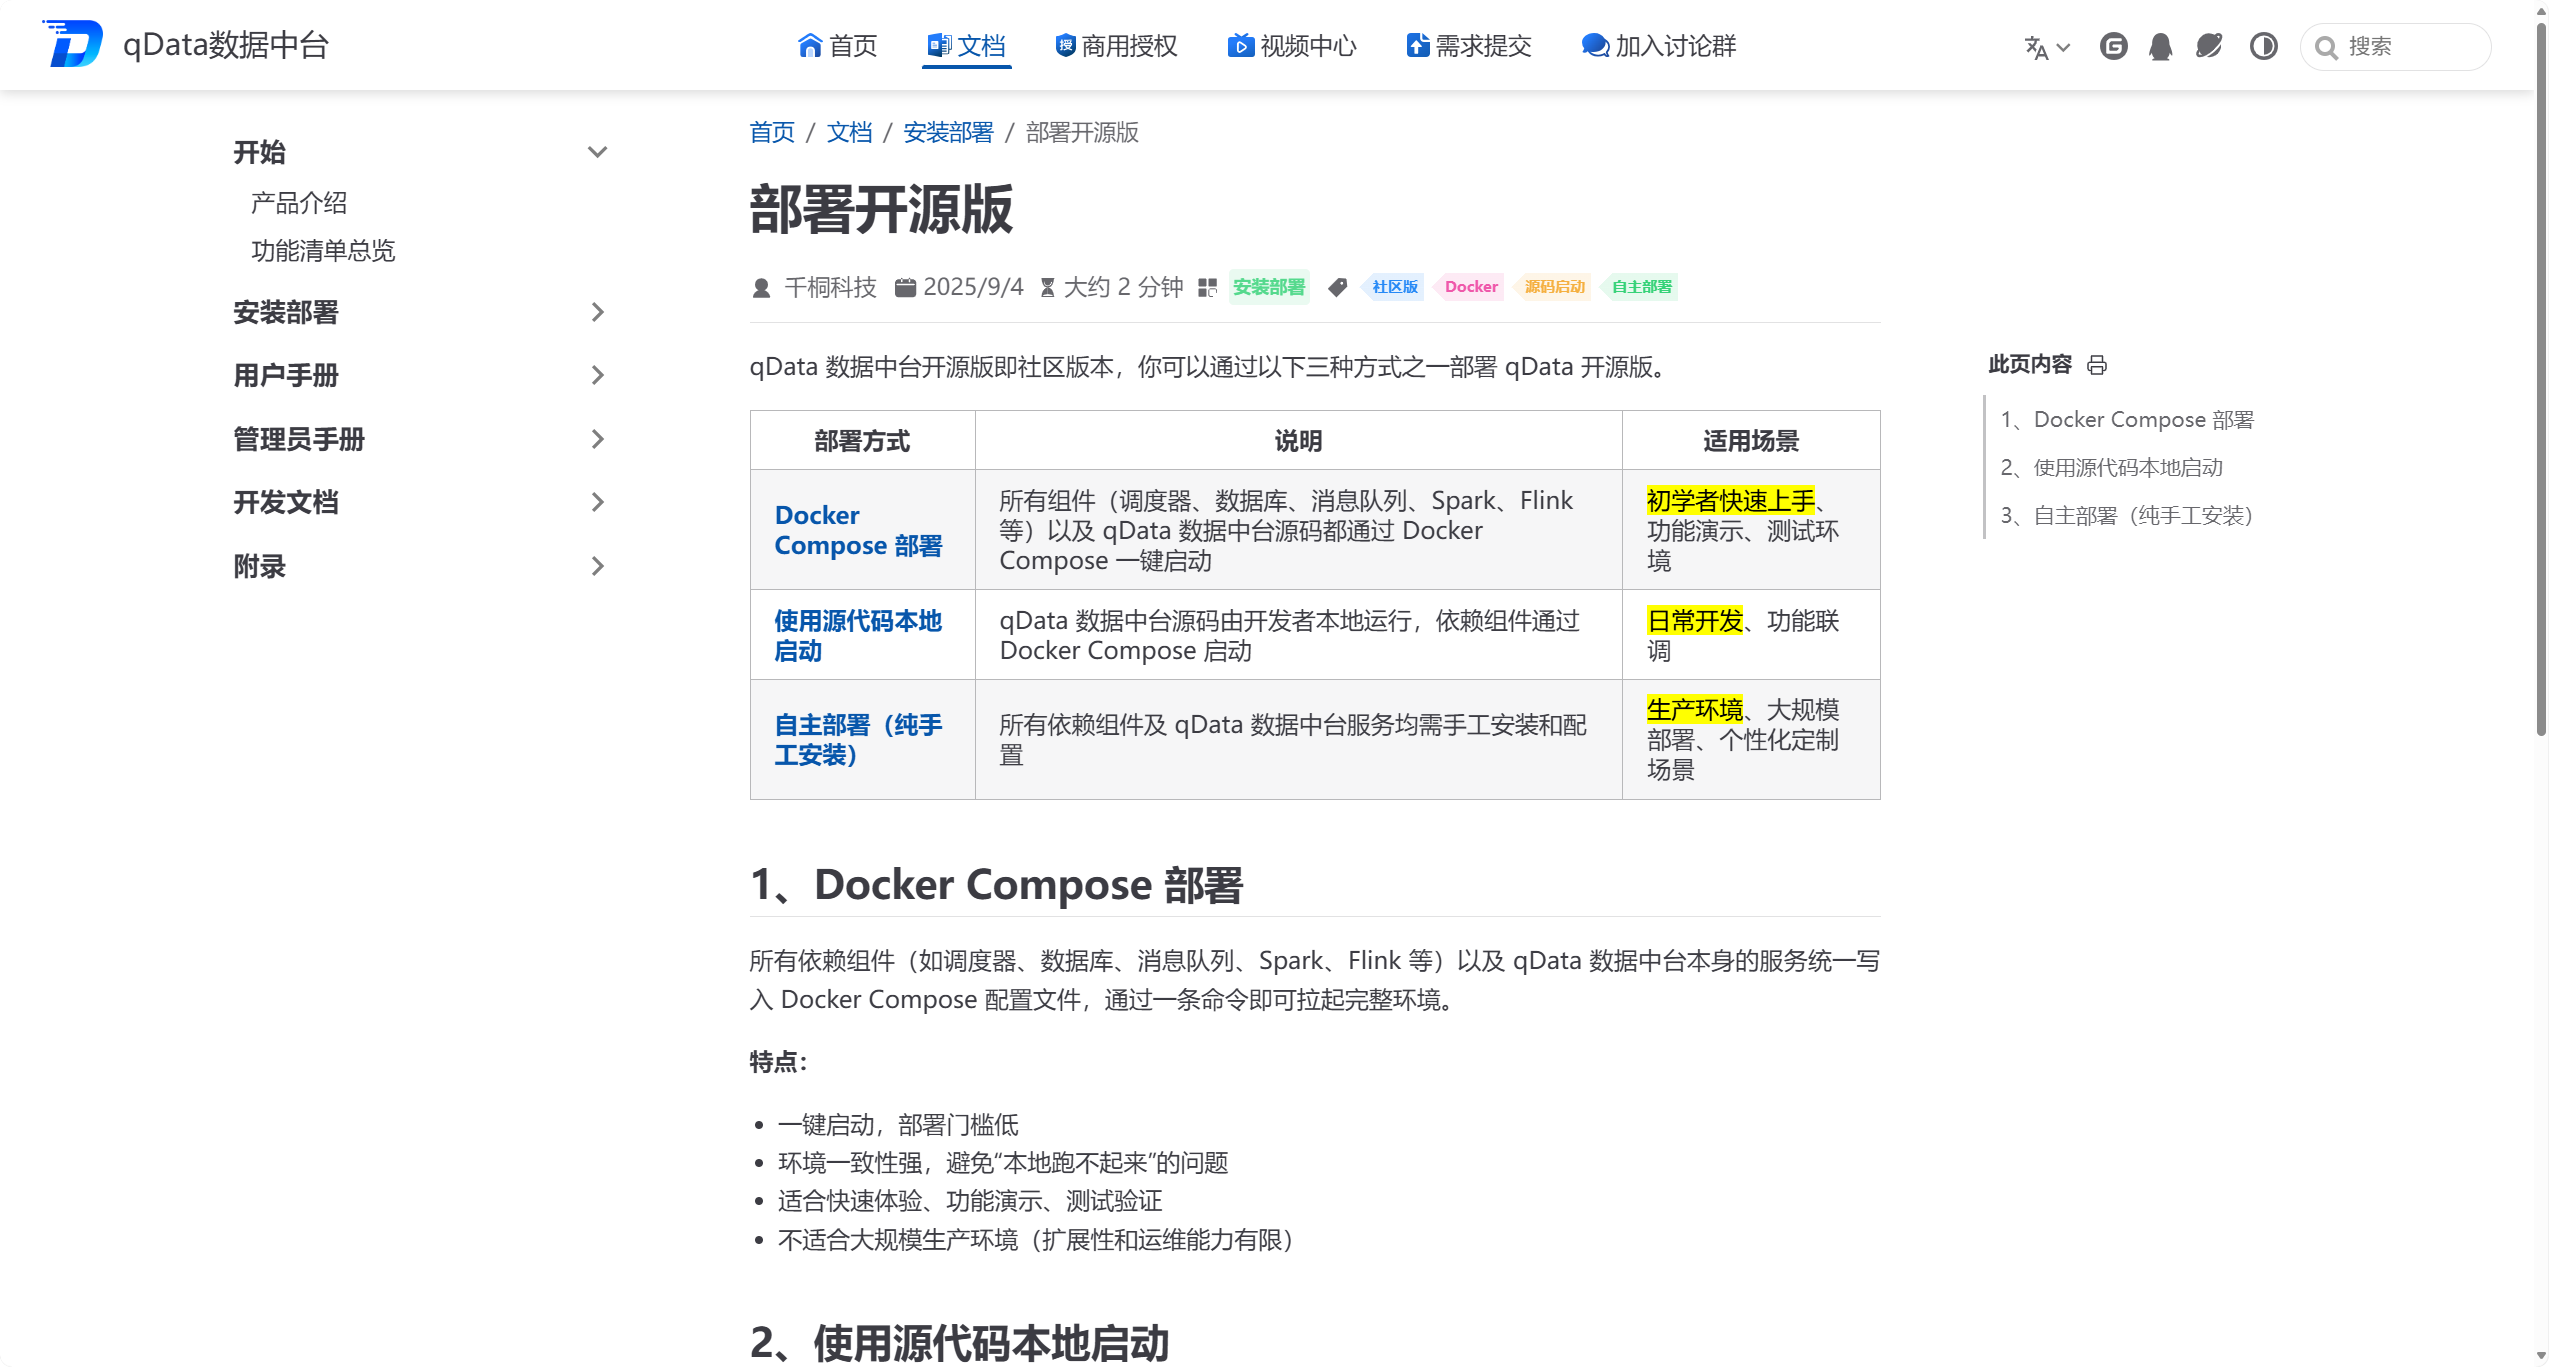 qData数据中台
首页
文档
授
商用授权
视频中心
需求提交
加入讨论群
搜索
开始
产品介绍
功能清单总览
安装部署
用户手册
管理员手册
开发文档
附录
首页 / 文档 / 安装部署 / 部署开源版
部署开源版
千桐科技 2025/9/4 大约 2 分钟 安装部署 社区版 Docker 源码启动 自主部署
qData 数据中台开源版即社区版本，你可以通过以下三种方式之一部署 qData 开源版。
部署方式 说明 适用场景
Docker
Compose 部署
所有组件（调度器、数据库、消息队列、Spark、Flink
等）以及 qData 数据中台源码都通过 Docker
Compose 一键启动
初学者快速上手、
功能演示、测试环
境
使用源代码本地
启动
qData 数据中台源码由开发者本地运行，依赖组件通过
Docker Compose 启动
日常开发、功能联
调
自主部署（纯手
工安装）
所有依赖组件及 qData 数据中台服务均需手工安装和配
置
生产环境、大规模
部署、个性化定制
场景
1、Docker Compose 部署
所有依赖组件（如调度器、数据库、消息队列、Spark、Flink 等）以及 qData 数据中台本身的服务统一写
入 Docker Compose 配置文件，通过一条命令即可拉起完整环境。
特点：
• 一键启动，部署门槛低
• 环境一致性强，避免“本地跑不起来”的问题
• 适合快速体验、功能演示、测试验证
• 不适合大规模生产环境（扩展性和运维能力有限）
2、使用源代码本地启动
此页内容
1、Docker Compose 部署
2、使用源代码本地启动
3、自主部署（纯手工安装）